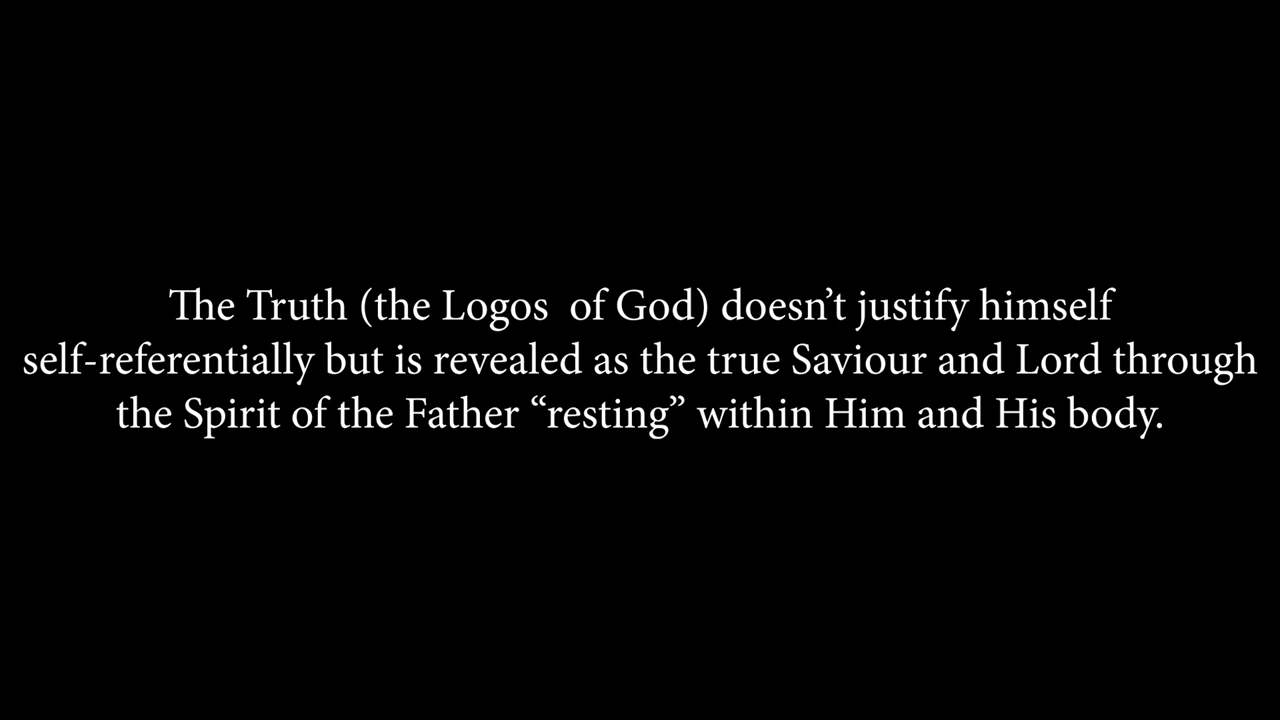 The Truth (the Logos  of God) doesn’t justify himself
self-referentially but is revealed as the true Saviour and Lord through
the Spirit of the Father “resting” within Him and His body.